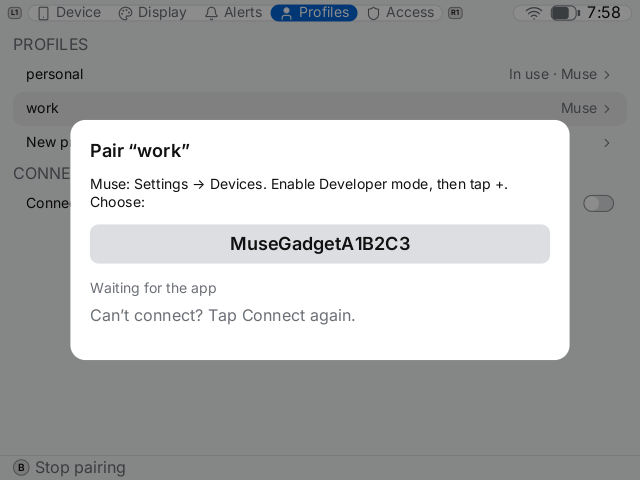 L1 Device Display Alerts Profiles Access R1 7:58
PROFILES
personal In use · Muse
work Muse
New p
CONNE
Conne
Pair “work”
Muse: Settings → Devices. Enable Developer mode, then tap +.
Choose:
MuseGadgetA1B2C3
Waiting for the app
Can’t connect? Tap Connect again.
B Stop pairing